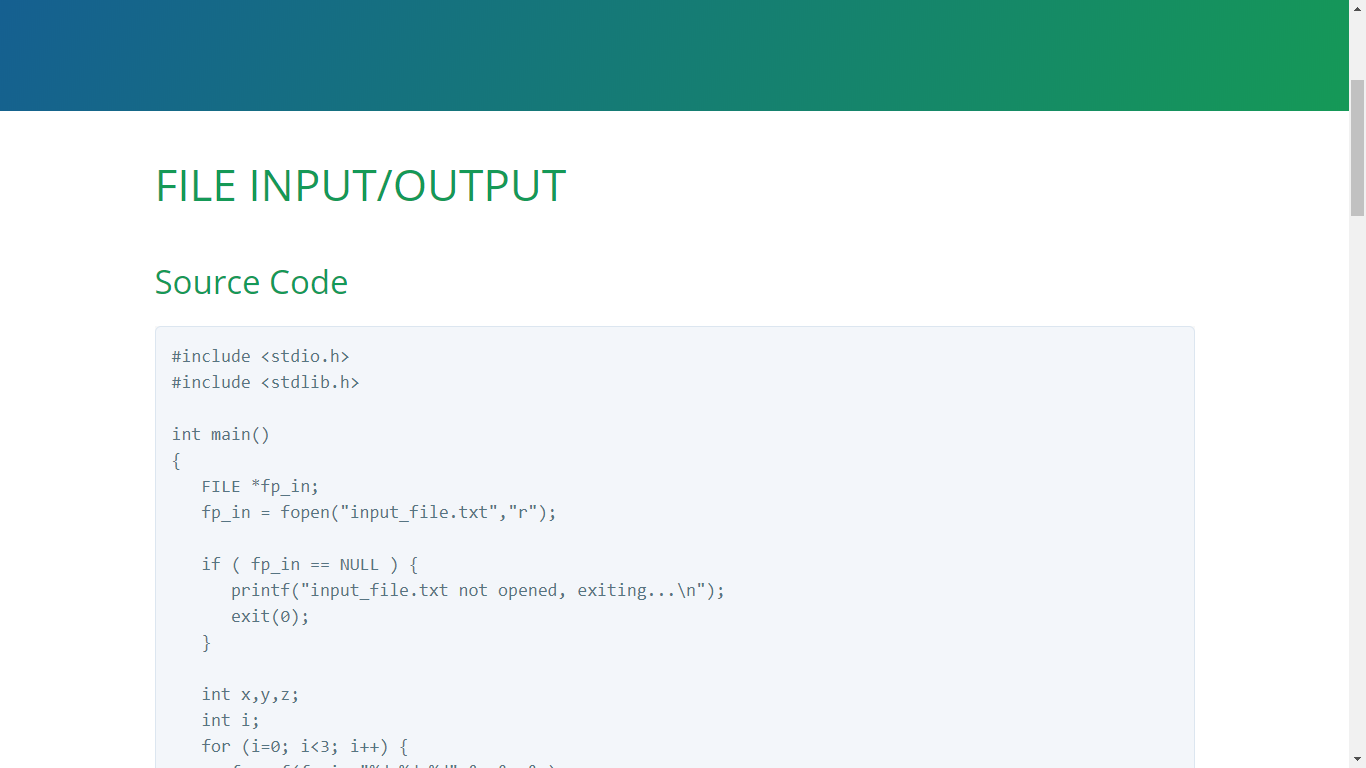 FILE INPUT/OUTPUT
Source Code
#include <stdio.h>
#include <stdlib.h>
int main()
{
FILE *fp_in;
fp_in = fopen("input_file.txt","r");
if ( fp_in == NULL ) {
printf("input_file.txt not opened, exiting...\n");
exit(0);
}
int x,y,z;
int i;
for (i=0; i<3; i++) {